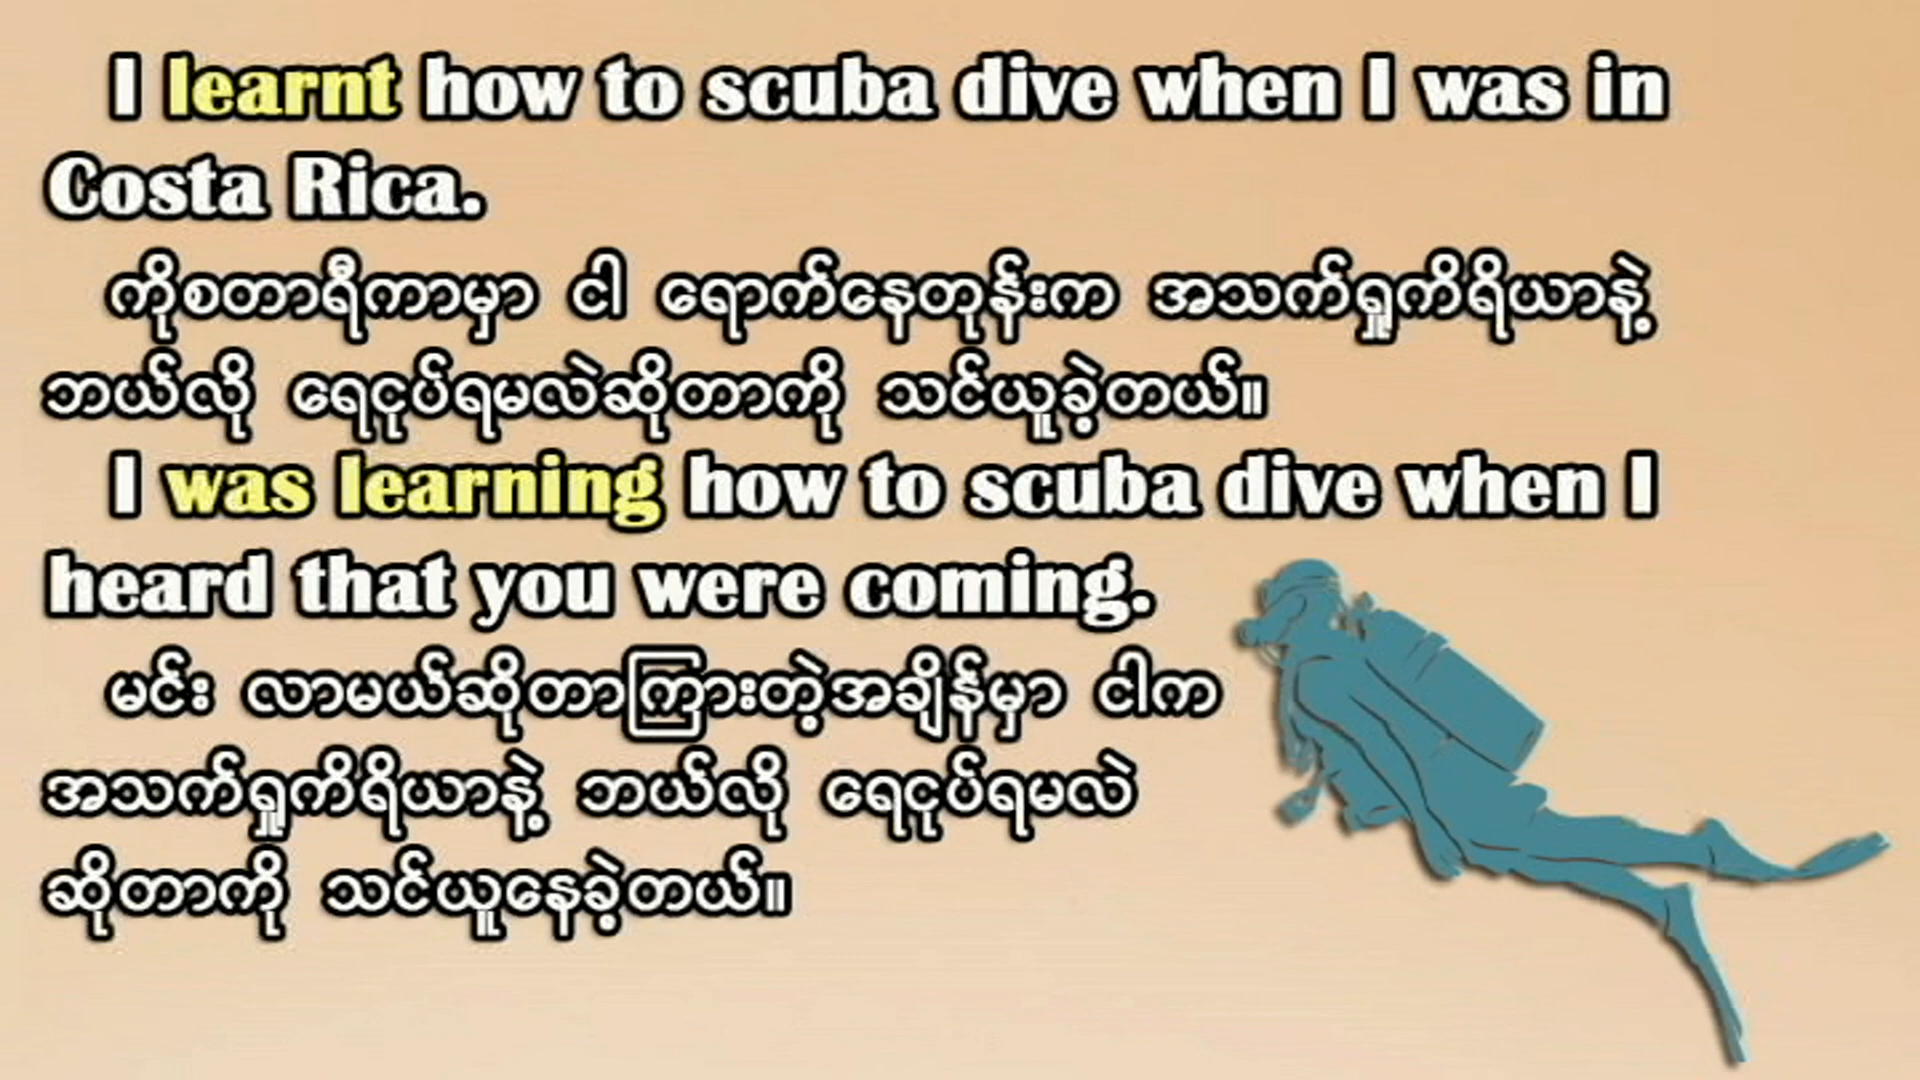 I learnt how to scuba dive when I was in
Costa Rica.
ကိုစတာရီကာမှာ ငါ ရောက်နေတုန်းက အသက်ရှူကိရိယာနဲ့
ဘယ်လို ရေငုပ်ရမလဲဆိုတာကို သင်ယူခဲ့တယ်။
I was learning how to scuba dive when I
heard that you were coming.
မင်း လာမယ်ဆိုတာကြားတဲ့အချိန်မှာ ငါက
အသက်ရှူကိရိယာနဲ့ ဘယ်လို ရေငုပ်ရမလဲ
ဆိုတာကို သင်ယူနေခဲ့တယ်။